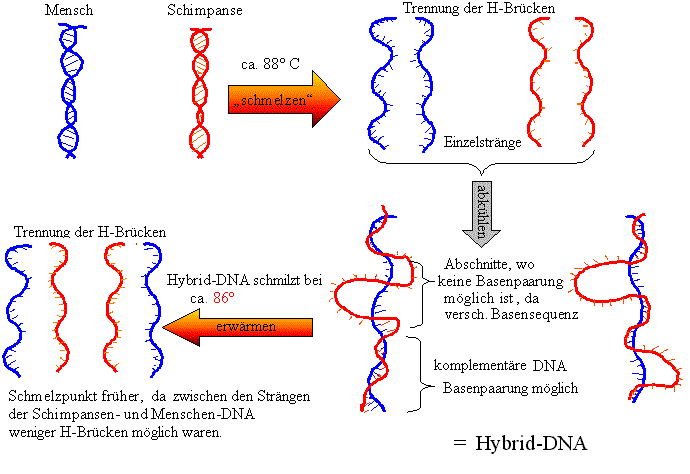 Mensch
Schimpanse
ca. 88° C
„schmelzen“
Trennung der H-Brücken
Einzelstränge
abkühlen
Abschnitte, wo
keine Basenpaarung
möglich ist, da
versch. Basensequenz
komplementäre DNA
Basenpaarung möglich
= Hybrid-DNA
Hybrid-DNA schmilzt bei
ca. 86°
erwärmen
Trennung der H-Brücken
Schmelzpunkt früher, da zwischen den Strängen
der Schimpansen- und Menschen-DNA
weniger H-Brücken möglich waren.